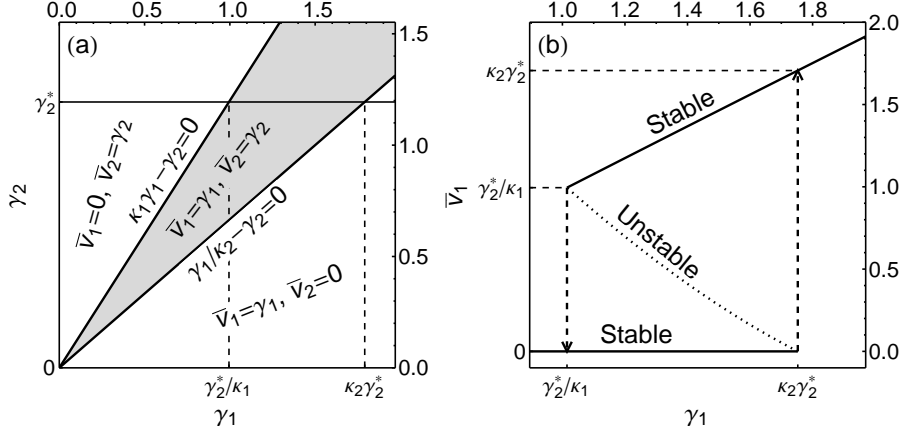 0.0 0.5 1.0 1.5
(a)
1.5
γ₂*
1.0
v̄₁=0, v̄₂=γ₂
κ₁γ₁−γ₂=0
v̄₁=γ₁, v̄₂=γ₂
γ₁/κ₂−γ₂=0
v̄₁=γ₁, v̄₂=0
γ₂
0.5
0 0.0
0 γ₂*/κ₁ κ₂γ₂*
γ₁
1.0 1.2 1.4 1.6 1.8
(b)
2.0
κ₂γ₂*
Stable
1.5
v̄₁
γ₂*/κ₁
1.0
Unstable
0.5
Stable
0 0.0
γ₂*/κ₁ γ₁ κ₂γ₂*